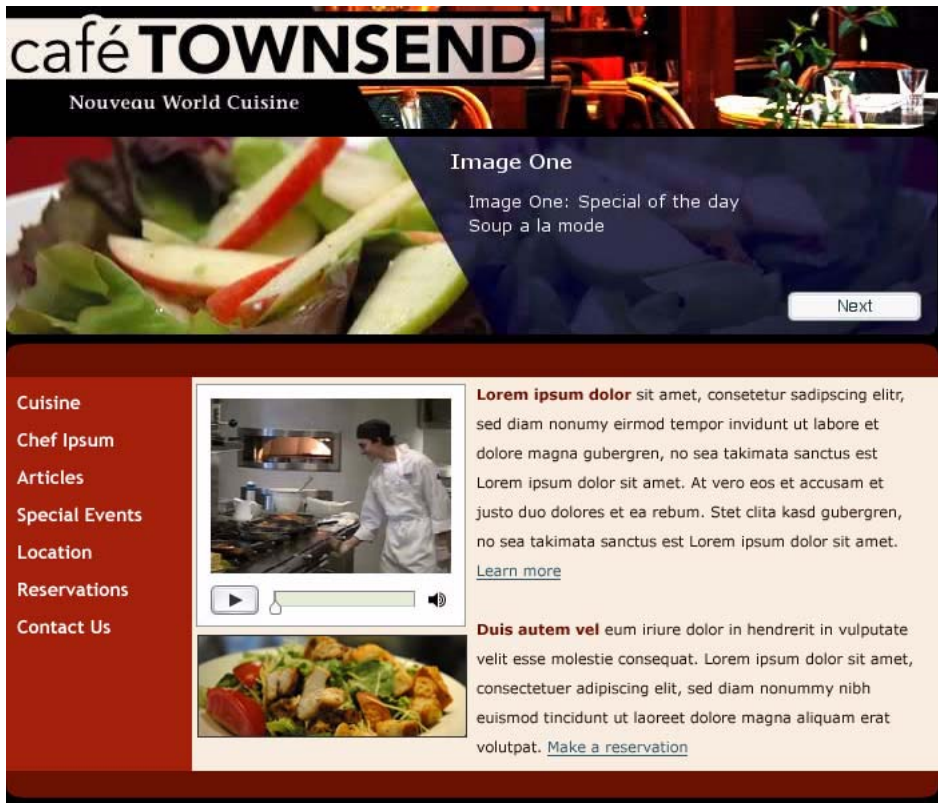 café TOWNSEND
Nouveau World Cuisine
Image One
Image One: Special of the day
Soup a la mode
Next
Cuisine
Chef Ipsum
Articles
Special Events
Location
Reservations
Contact Us
Lorem ipsum dolor sit amet, consetetur sadipscing elitr,
sed diam nonumy eirmod tempor invidunt ut labore et
dolore magna gubergren, no sea takimata sanctus est
Lorem ipsum dolor sit amet. At vero eos et accusam et
justo duo dolores et ea rebum. Stet clita kasd gubergren,
no sea takimata sanctus est Lorem ipsum dolor sit amet.
Learn more
Duis autem vel eum iriure dolor in hendrerit in vulputate
velit esse molestie consequat. Lorem ipsum dolor sit amet,
consectetuer adipiscing elit, sed diam nonummy nibh
euismod tincidunt ut laoreet dolore magna aliquam erat
volutpat. Make a reservation